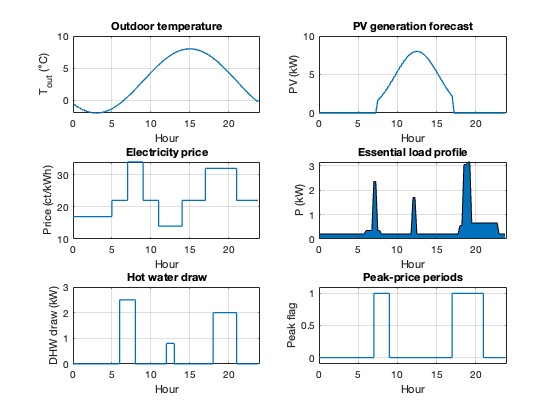 Outdoor temperature
10
5
0
T_out (°C)
0 5 10 15 20
Hour
PV generation forecast
10
5
0
PV (kW)
0 5 10 15 20
Hour
Electricity price
30
20
10
Price (ct/kWh)
0 5 10 15 20
Hour
Essential load profile
3
2
1
0
P (kW)
0 5 10 15 20
Hour
Hot water draw
3
2
1
0
DHW draw (kW)
0 5 10 15 20
Hour
Peak-price periods
1
0.5
0
Peak flag
0 5 10 15 20
Hour